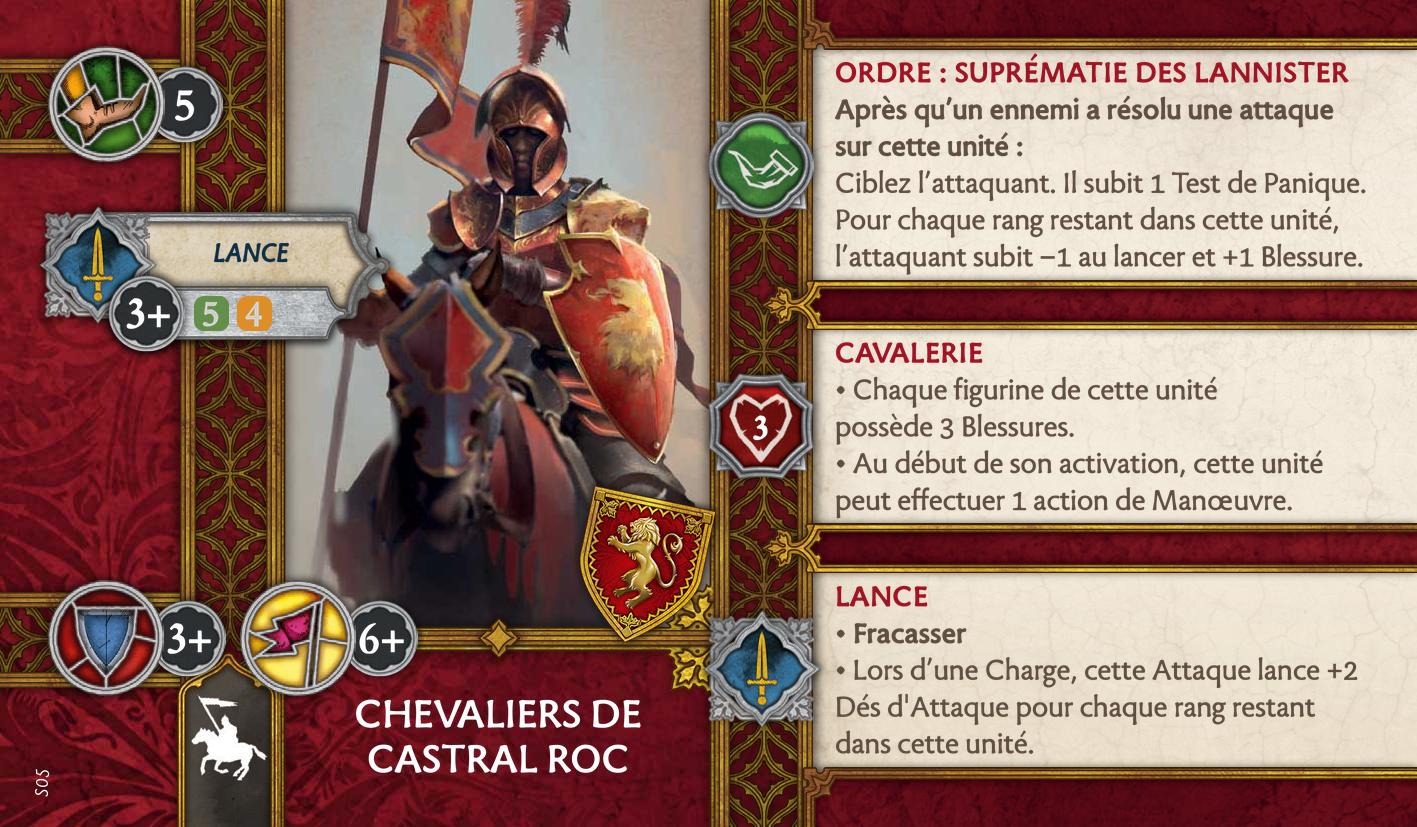 5
LANCE
3+
5 4
3+
6+
CHEVALIERS DE
CASTRAL ROC
S05
ORDRE : SUPRÉMATIE DES LANNISTER
Après qu’un ennemi a résolu une attaque
sur cette unité :
Ciblez l’attaquant. Il subit 1 Test de Panique.
Pour chaque rang restant dans cette unité,
l’attaquant subit –1 au lancer et +1 Blessure.
3
CAVALERIE
• Chaque figurine de cette unité
possède 3 Blessures.
• Au début de son activation, cette unité
peut effectuer 1 action de Manœuvre.
LANCE
• Fracasser
• Lors d’une Charge, cette Attaque lance +2
Dés d'Attaque pour chaque rang restant
dans cette unité.